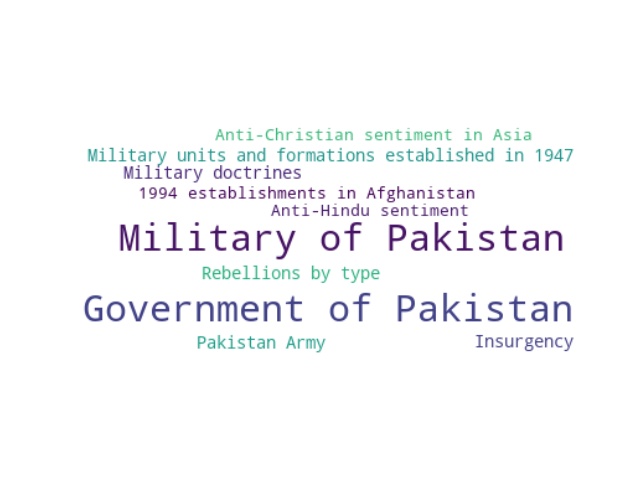 Anti-Christian sentiment in Asia
Military units and formations established in 1947
Military doctrines
1994 establishments in Afghanistan
Anti-Hindu sentiment
Military of Pakistan
Rebellions by type
Government of Pakistan
Pakistan Army
Insurgency